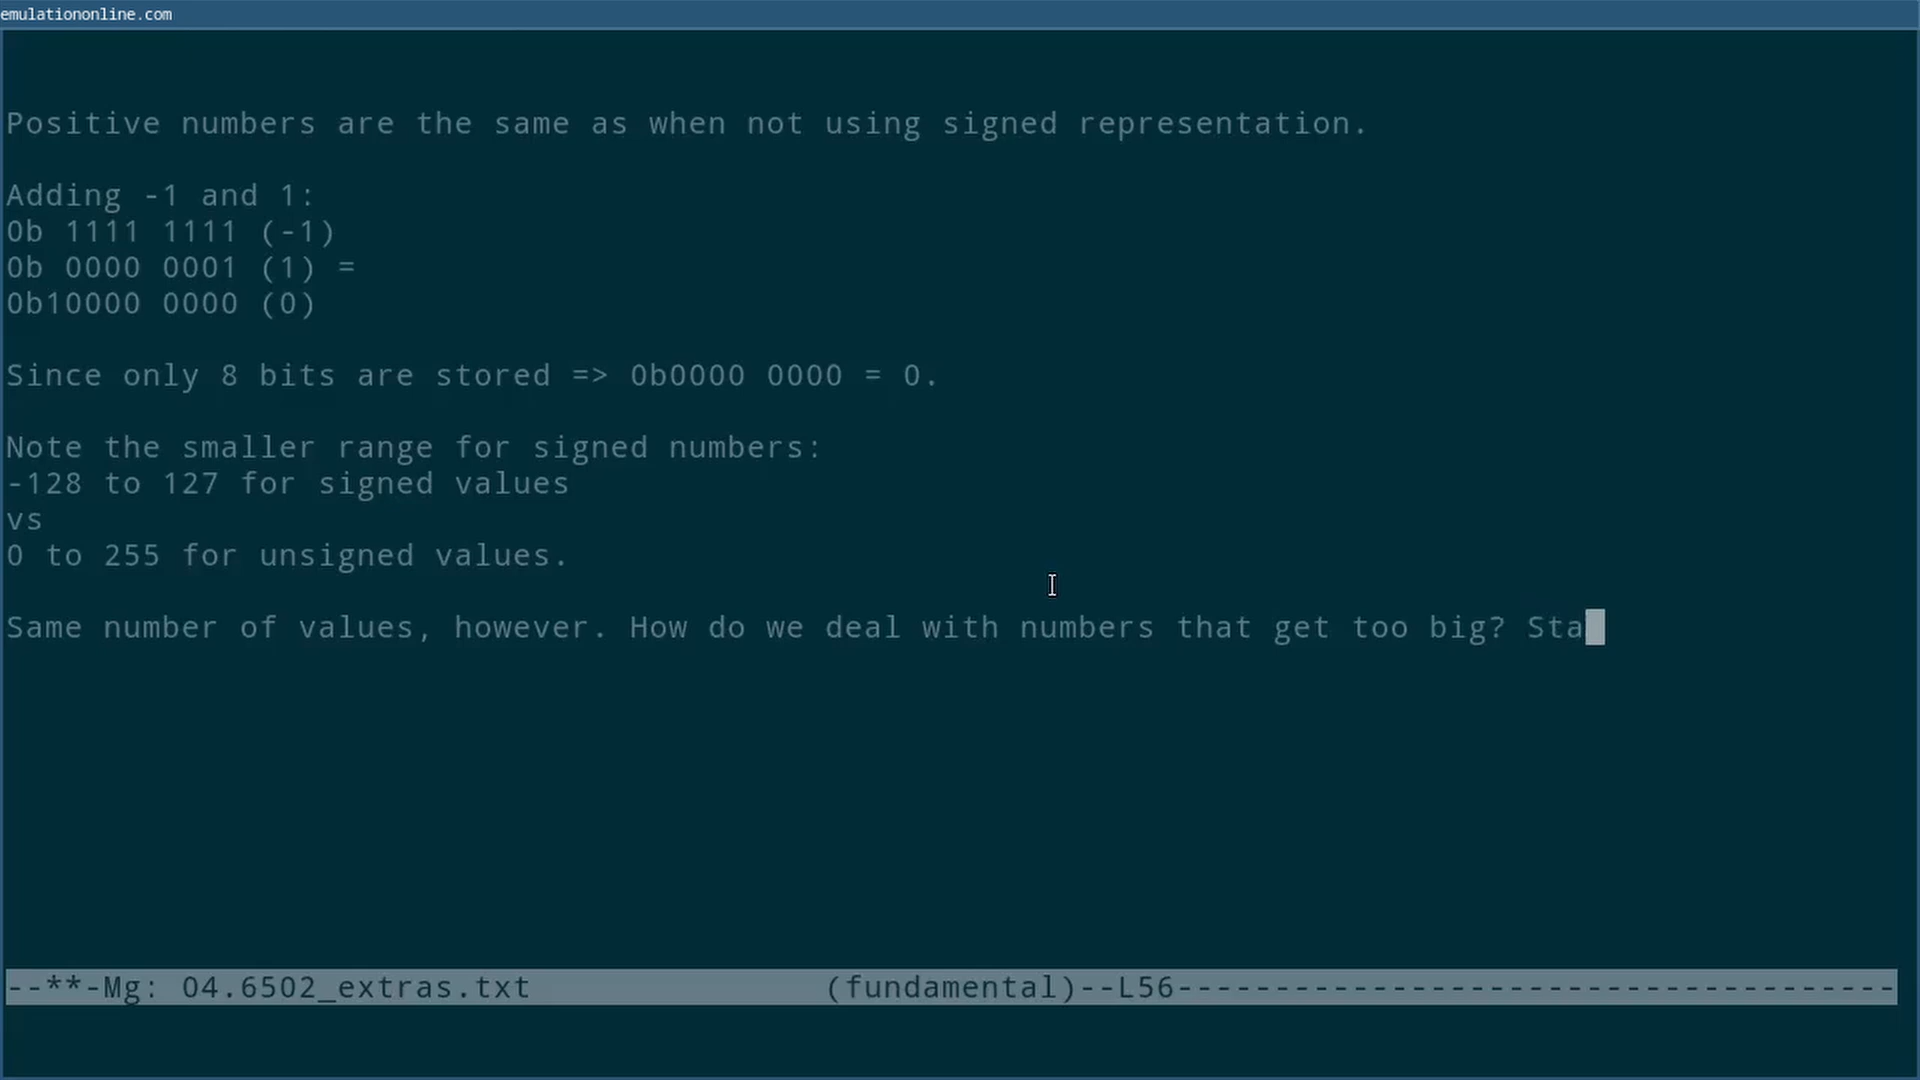 emulationonline.com
Positive numbers are the same as when not using signed representation.
Adding -1 and 1:
0b 1111 1111 (-1)
0b 0000 0001 (1) =
0b10000 0000 (0)
Since only 8 bits are stored => 0b0000 0000 = 0.
Note the smaller range for signed numbers:
-128 to 127 for signed values
vs
0 to 255 for unsigned values.
Same number of values, however. How do we deal with numbers that get too big? Sta
--**-Mg: 04.6502_extras.txt (fundamental)--L56-------------------------------------